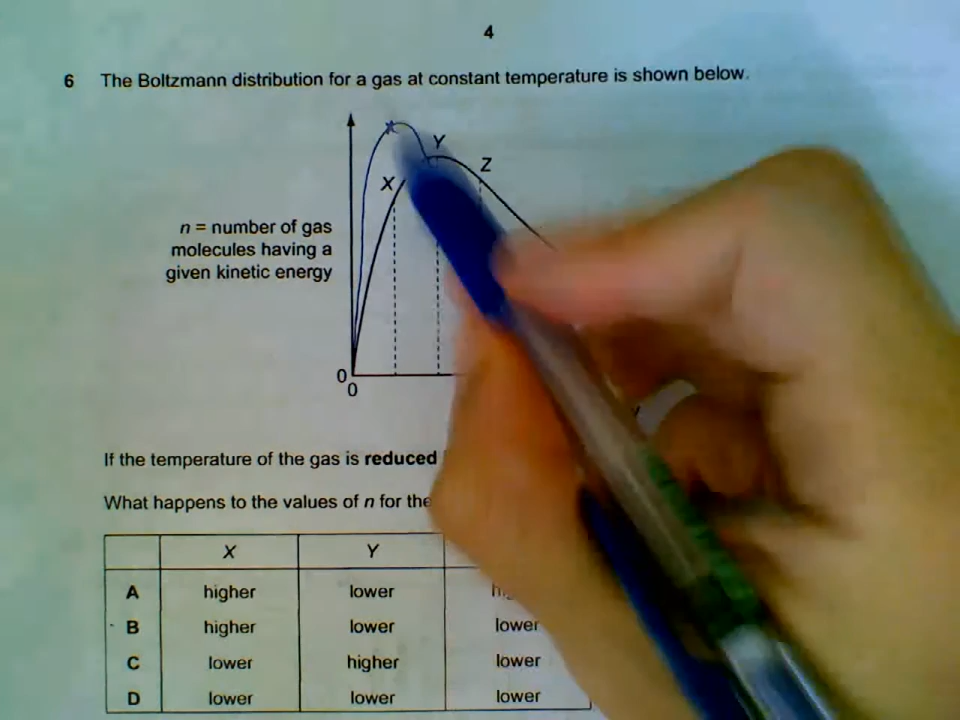 4
6 The Boltzmann distribution for a gas at constant temperature is shown below.
Y
Z
X
n = number of gas
molecules having a
given kinetic energy
0
0
If the temperature of the gas is reduced
What happens to the values of n for the
X Y
A higher lower
B higher lower lower
C lower higher lower
D lower lower lower